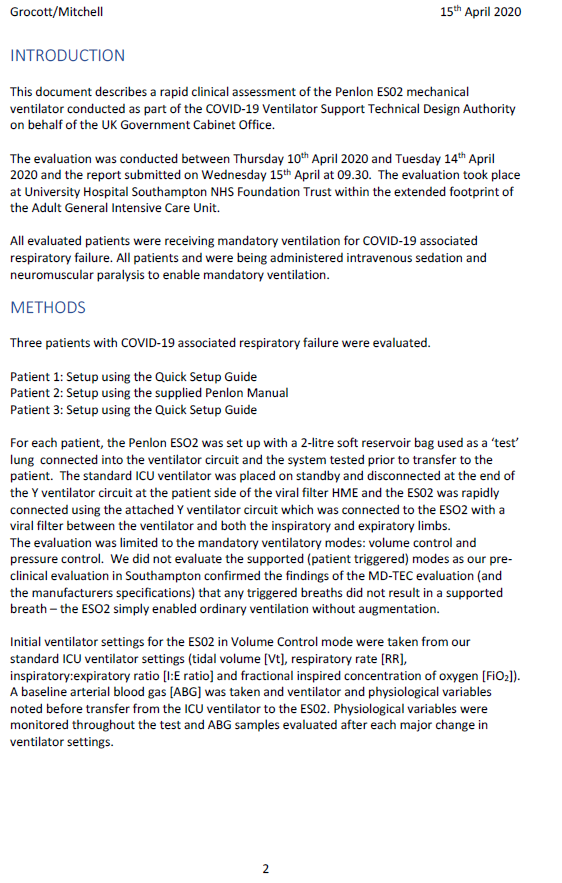 Grocott/Mitchell 15th April 2020
INTRODUCTION
This document describes a rapid clinical assessment of the Penlon ES02 mechanical
ventilator conducted as part of the COVID-19 Ventilator Support Technical Design Authority
on behalf of the UK Government Cabinet Office.
The evaluation was conducted between Thursday 10th April 2020 and Tuesday 14th April
2020 and the report submitted on Wednesday 15th April at 09.30.  The evaluation took place
at University Hospital Southampton NHS Foundation Trust within the extended footprint of
the Adult General Intensive Care Unit.
All evaluated patients were receiving mandatory ventilation for COVID-19 associated
respiratory failure. All patients and were being administered intravenous sedation and
neuromuscular paralysis to enable mandatory ventilation.
METHODS
Three patients with COVID-19 associated respiratory failure were evaluated.
Patient 1: Setup using the Quick Setup Guide
Patient 2: Setup using the supplied Penlon Manual
Patient 3: Setup using the Quick Setup Guide
For each patient, the Penlon ESO2 was set up with a 2-litre soft reservoir bag used as a ‘test’
lung  connected into the ventilator circuit and the system tested prior to transfer to the
patient.  The standard ICU ventilator was placed on standby and disconnected at the end of
the Y ventilator circuit at the patient side of the viral filter HME and the ES02 was rapidly
connected using the attached Y ventilator circuit which was connected to the ESO2 with a
viral filter between the ventilator and both the inspiratory and expiratory limbs.
The evaluation was limited to the mandatory ventilatory modes: volume control and
pressure control.  We did not evaluate the supported (patient triggered) modes as our pre-
clinical evaluation in Southampton confirmed the findings of the MD-TEC evaluation (and
the manufacturers specifications) that any triggered breaths did not result in a supported
breath – the ESO2 simply enabled ordinary ventilation without augmentation.
Initial ventilator settings for the ES02 in Volume Control mode were taken from our
standard ICU ventilator settings (tidal volume [Vt], respiratory rate [RR],
inspiratory:expiratory ratio [I:E ratio] and fractional inspired concentration of oxygen [FiO2]).
A baseline arterial blood gas [ABG] was taken and ventilator and physiological variables
noted before transfer from the ICU ventilator to the ES02. Physiological variables were
monitored throughout the test and ABG samples evaluated after each major change in
ventilator settings.
2